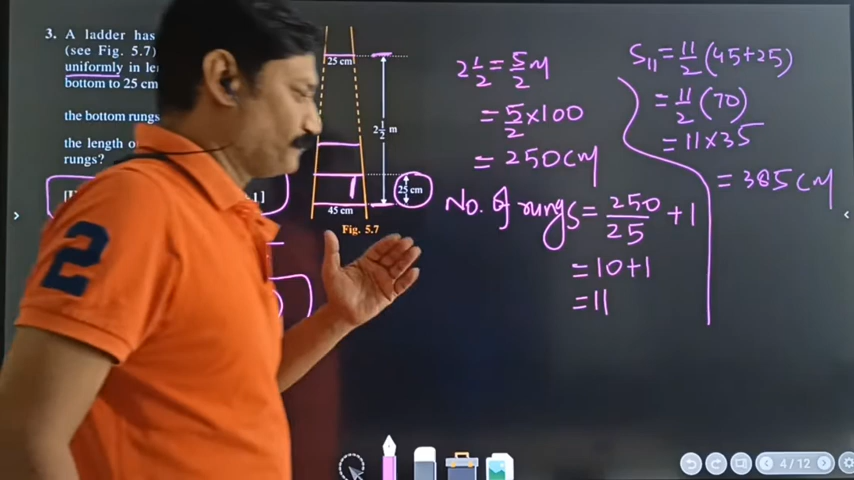 3. A ladder has
(see Fig. 5.7)
uniformly in len
bottom to 25 cm
the bottom rungs
the length o
rungs?
25 cm
2 1/2 m
25 cm
45 cm
Fig. 5.7
2
2 1/2 = 5/2 m
= 5/2 × 100
= 250 cm
No. of rungs = 250/25 + 1
= 10 + 1
= 11
S₁₁ = 11/2 (45 + 25)
= 11/2 (70)
= 11 × 35
= 385 cm
4 / 12